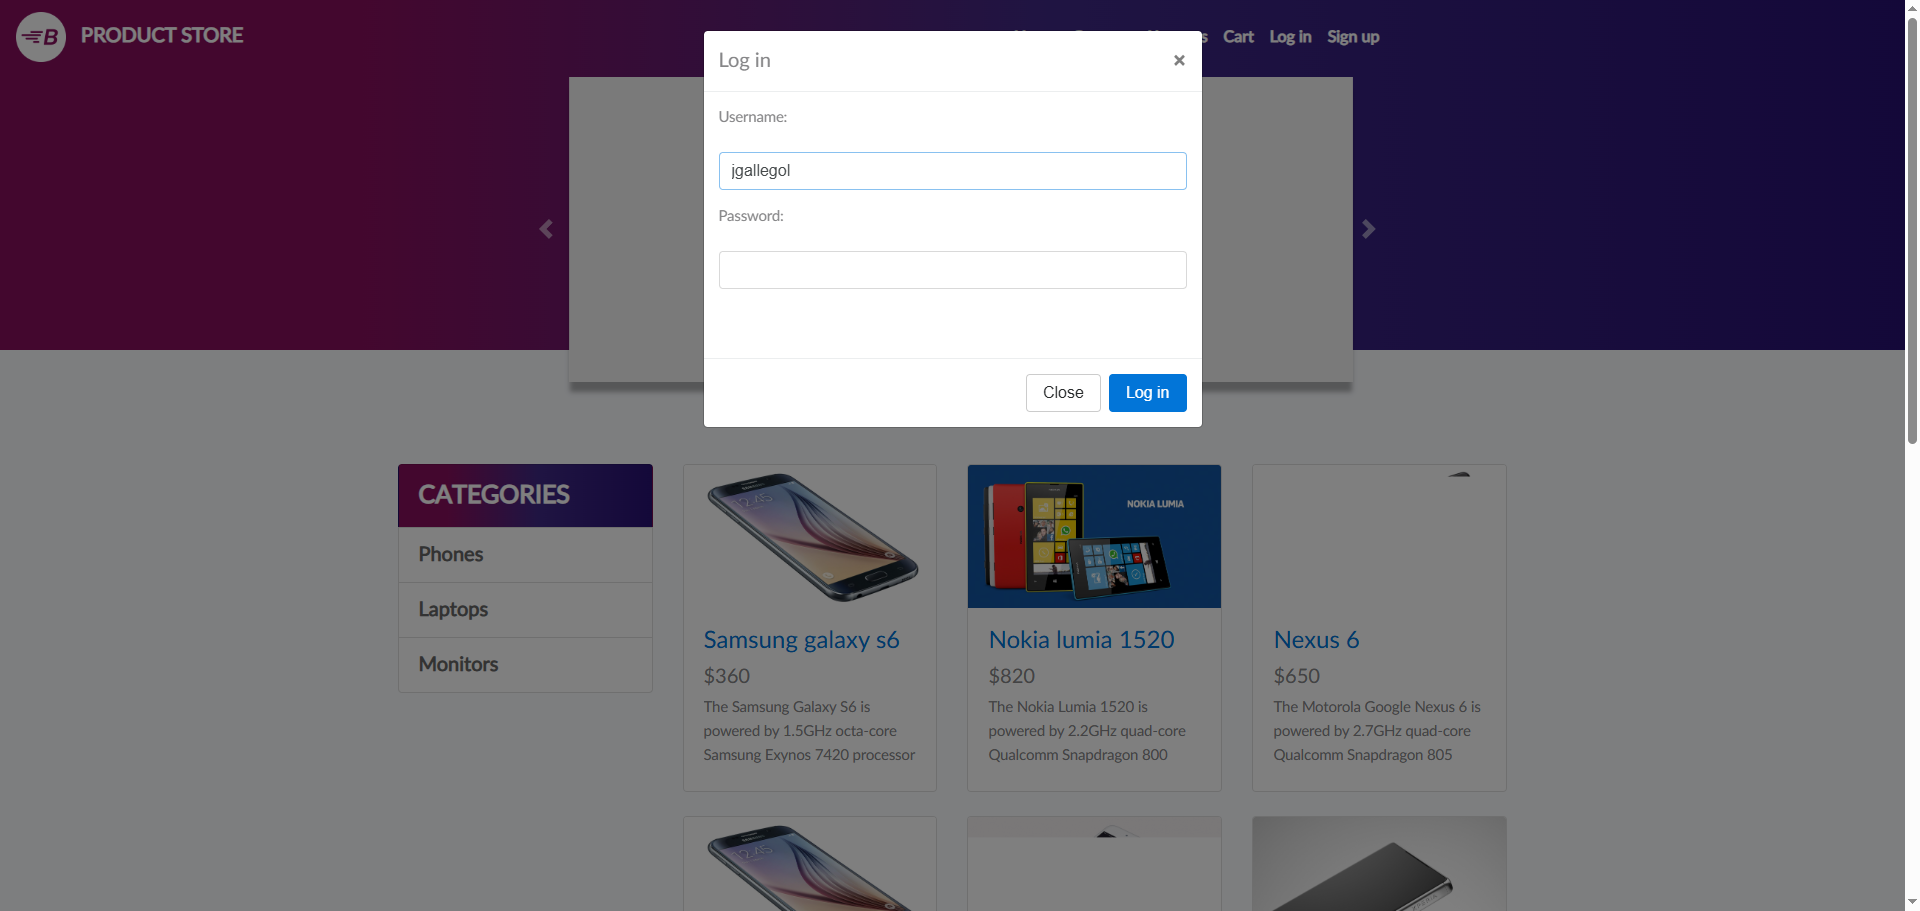 B PRODUCT STORE
s Cart Log in Sign up
Log in ×
Username:
jgallegol
Password:
Close Log in
CATEGORIES
Phones
Laptops
Monitors
12:45
NOKIA LUMIA
Samsung galaxy s6
$360
The Samsung Galaxy S6 is
powered by 1.5GHz octa-core
Samsung Exynos 7420 processor
Nokia lumia 1520
$820
The Nokia Lumia 1520 is
powered by 2.2GHz quad-core
Qualcomm Snapdragon 800
Nexus 6
$650
The Motorola Google Nexus 6 is
powered by 2.7GHz quad-core
Qualcomm Snapdragon 805
12:45